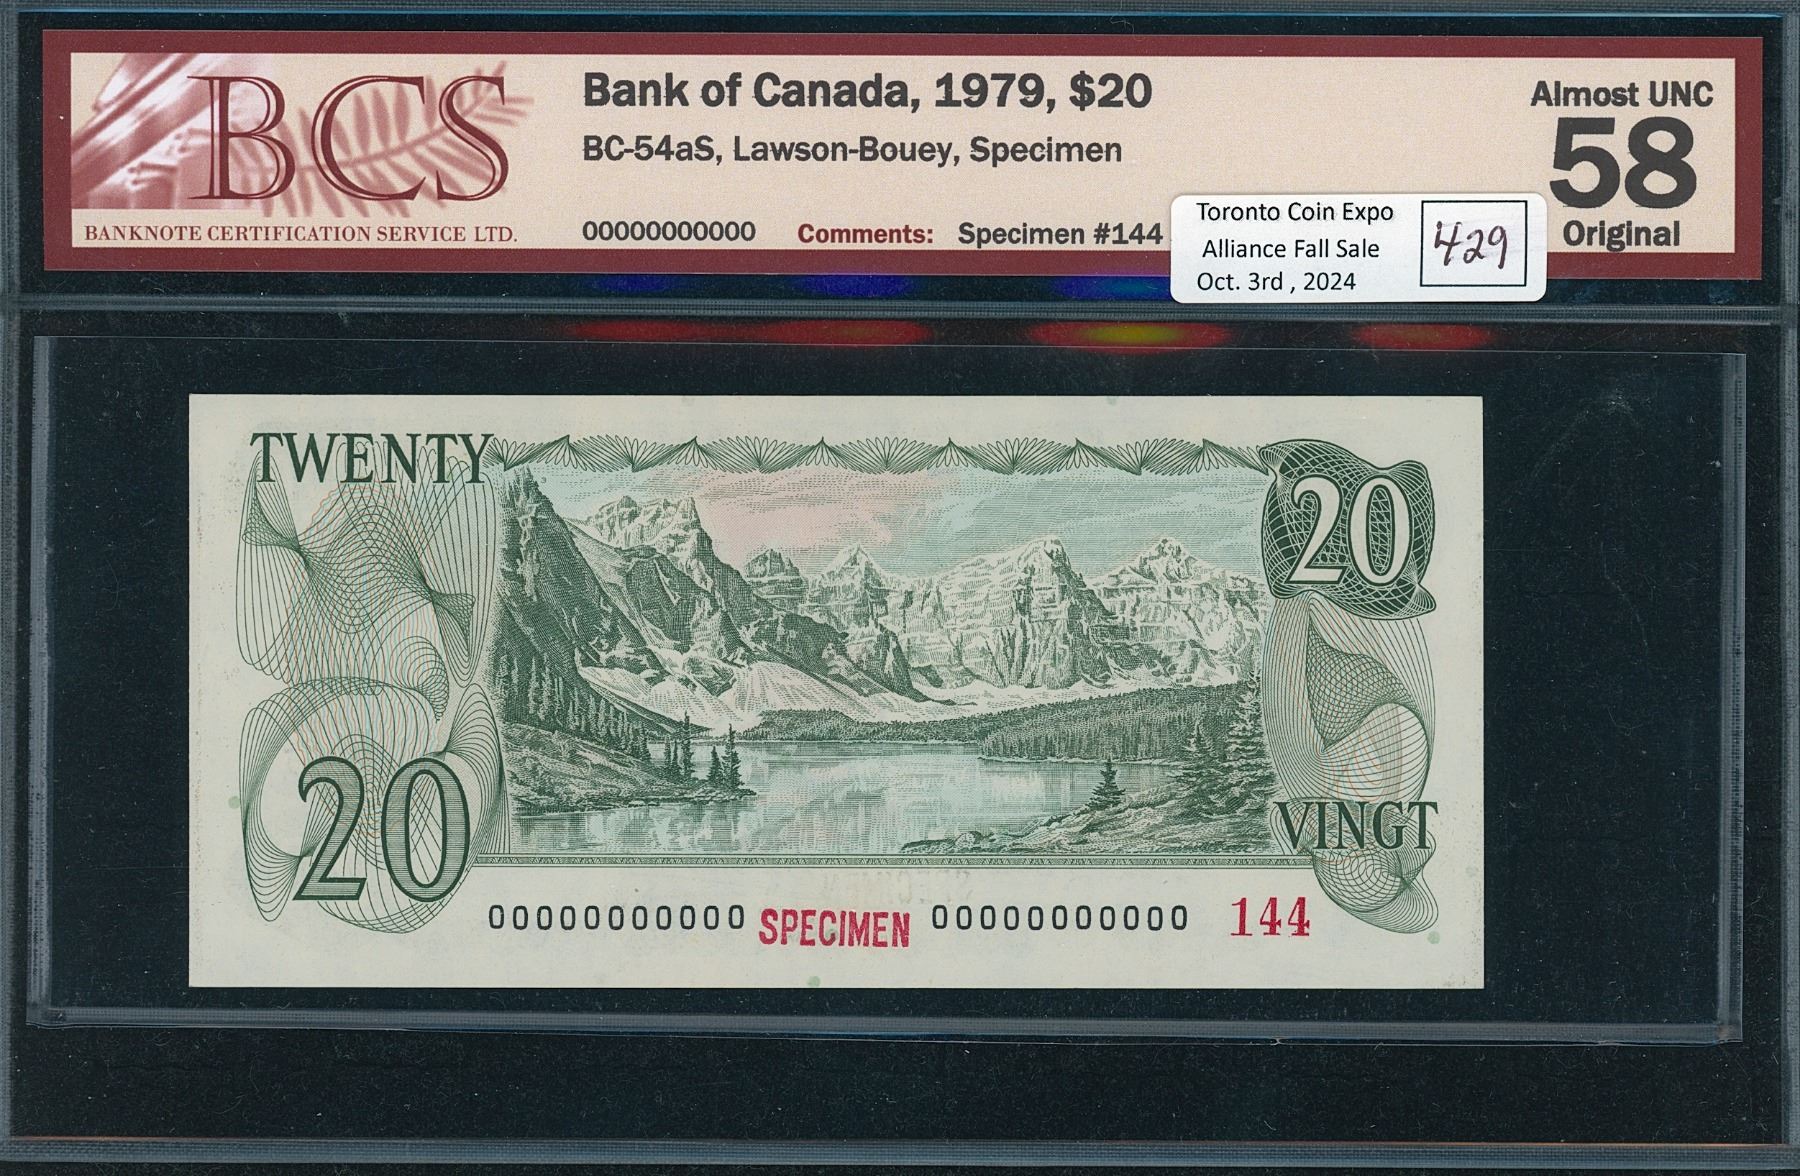 BCS
BANKNOTE CERTIFICATION SERVICE LTD.
Bank of Canada, 1979, $20
BC-54aS, Lawson-Bouey, Specimen
00000000000 Comments: Specimen #144
Almost UNC
58
Original
Toronto Coin Expo
Alliance Fall Sale
Oct. 3rd , 2024
429
TWENTY
20
20
VINGT
00000000000 SPECIMEN 00000000000 144